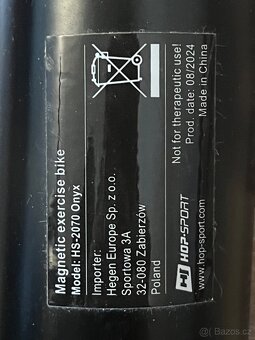 Magnetic exercise bike
Model: HS-2070 Onyx
Importer:
Hegen Europe Sp. z.o.o.
Sportowa 3A
32-080 Zabierzów
Poland
Not for therapeutic use!
Prod. date: 08/2024
Made in China
HOP-SPORT
www.hop-sport.com
Bazos.cz